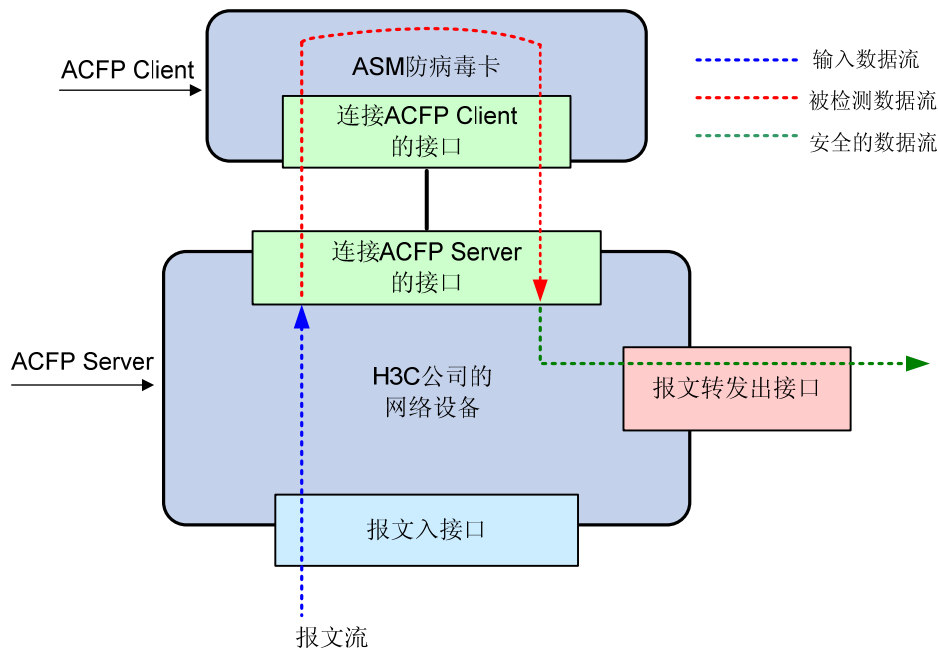 ACFP Client
ASM防病毒卡
连接ACFP Client
的接口
输入数据流
被检测数据流
安全的数据流
连接ACFP Server
的接口
ACFP Server
H3C公司的
网络设备
报文转发出接口
报文入接口
报文流